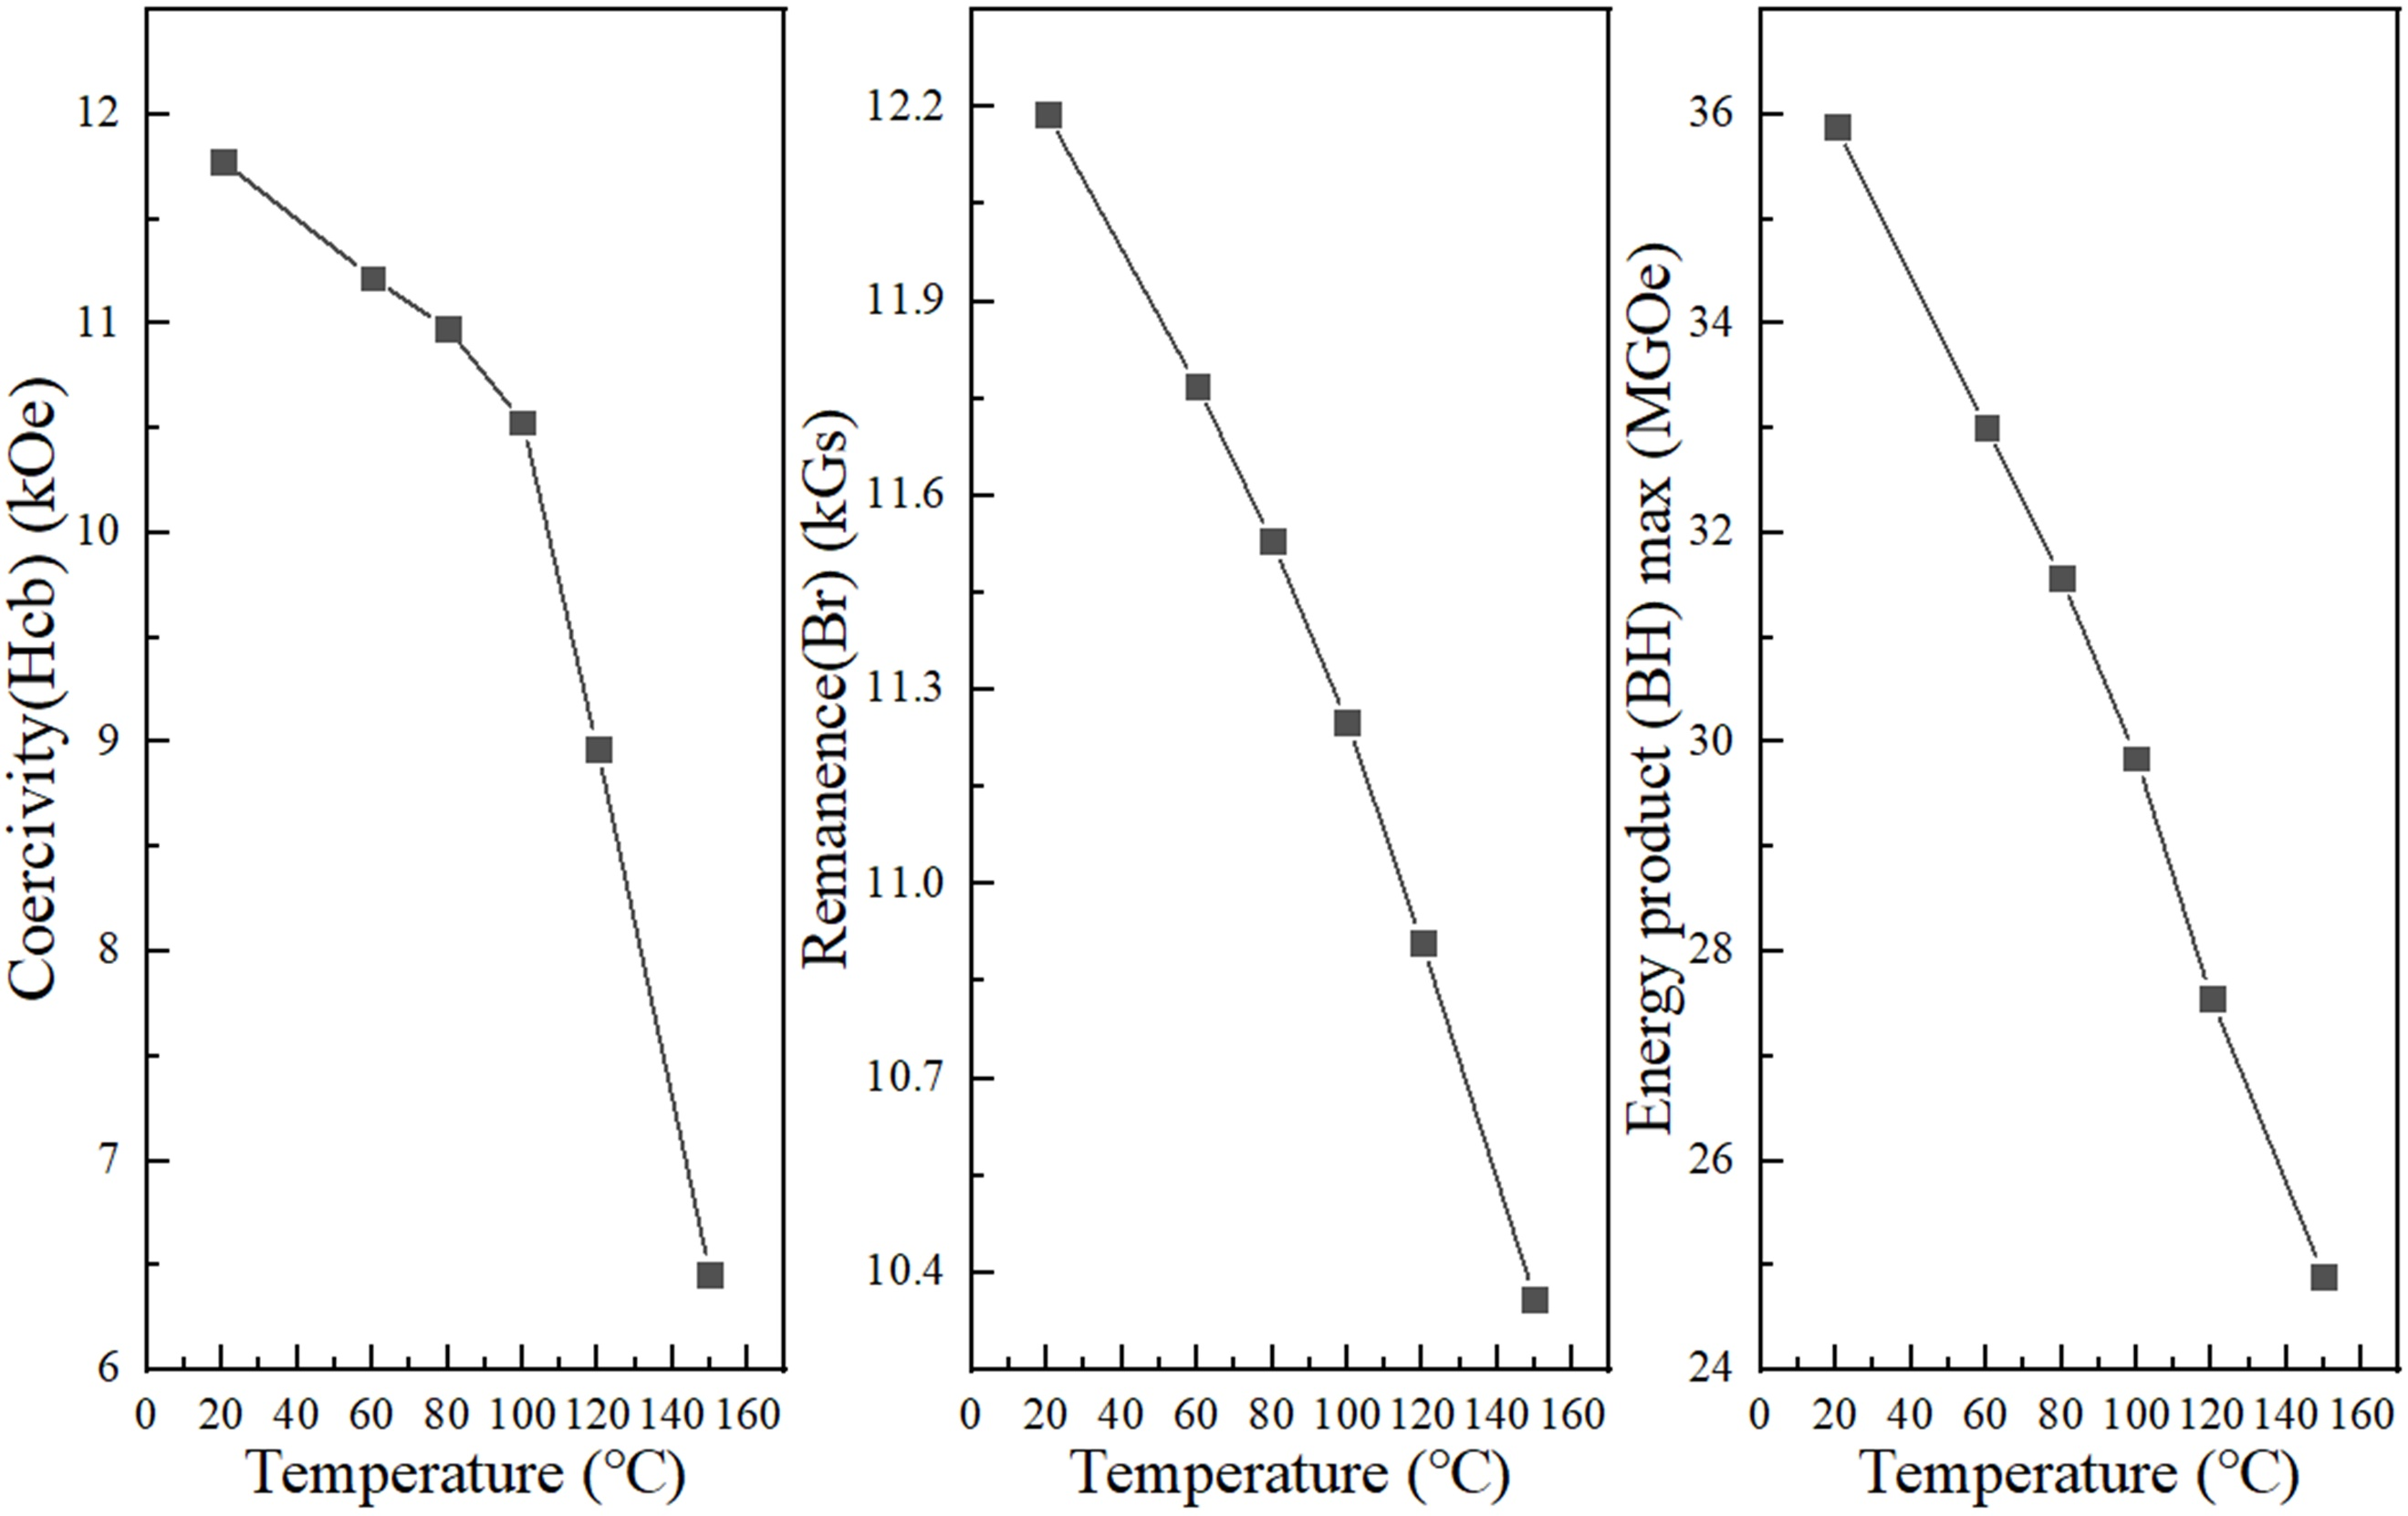 Coercivity(Hcb) (kOe)
12
11
10
9
8
7
6
0 20 40 60 80 100 120 140 160
Temperature (℃)
Remanence(Br) (kGs)
12.2
11.9
11.6
11.3
11.0
10.7
10.4
0 20 40 60 80 100 120 140 160
Temperature (℃)
Energy product (BH) max (MGOe)
36
34
32
30
28
26
24
0 20 40 60 80 100 120 140 160
Temperature (℃)